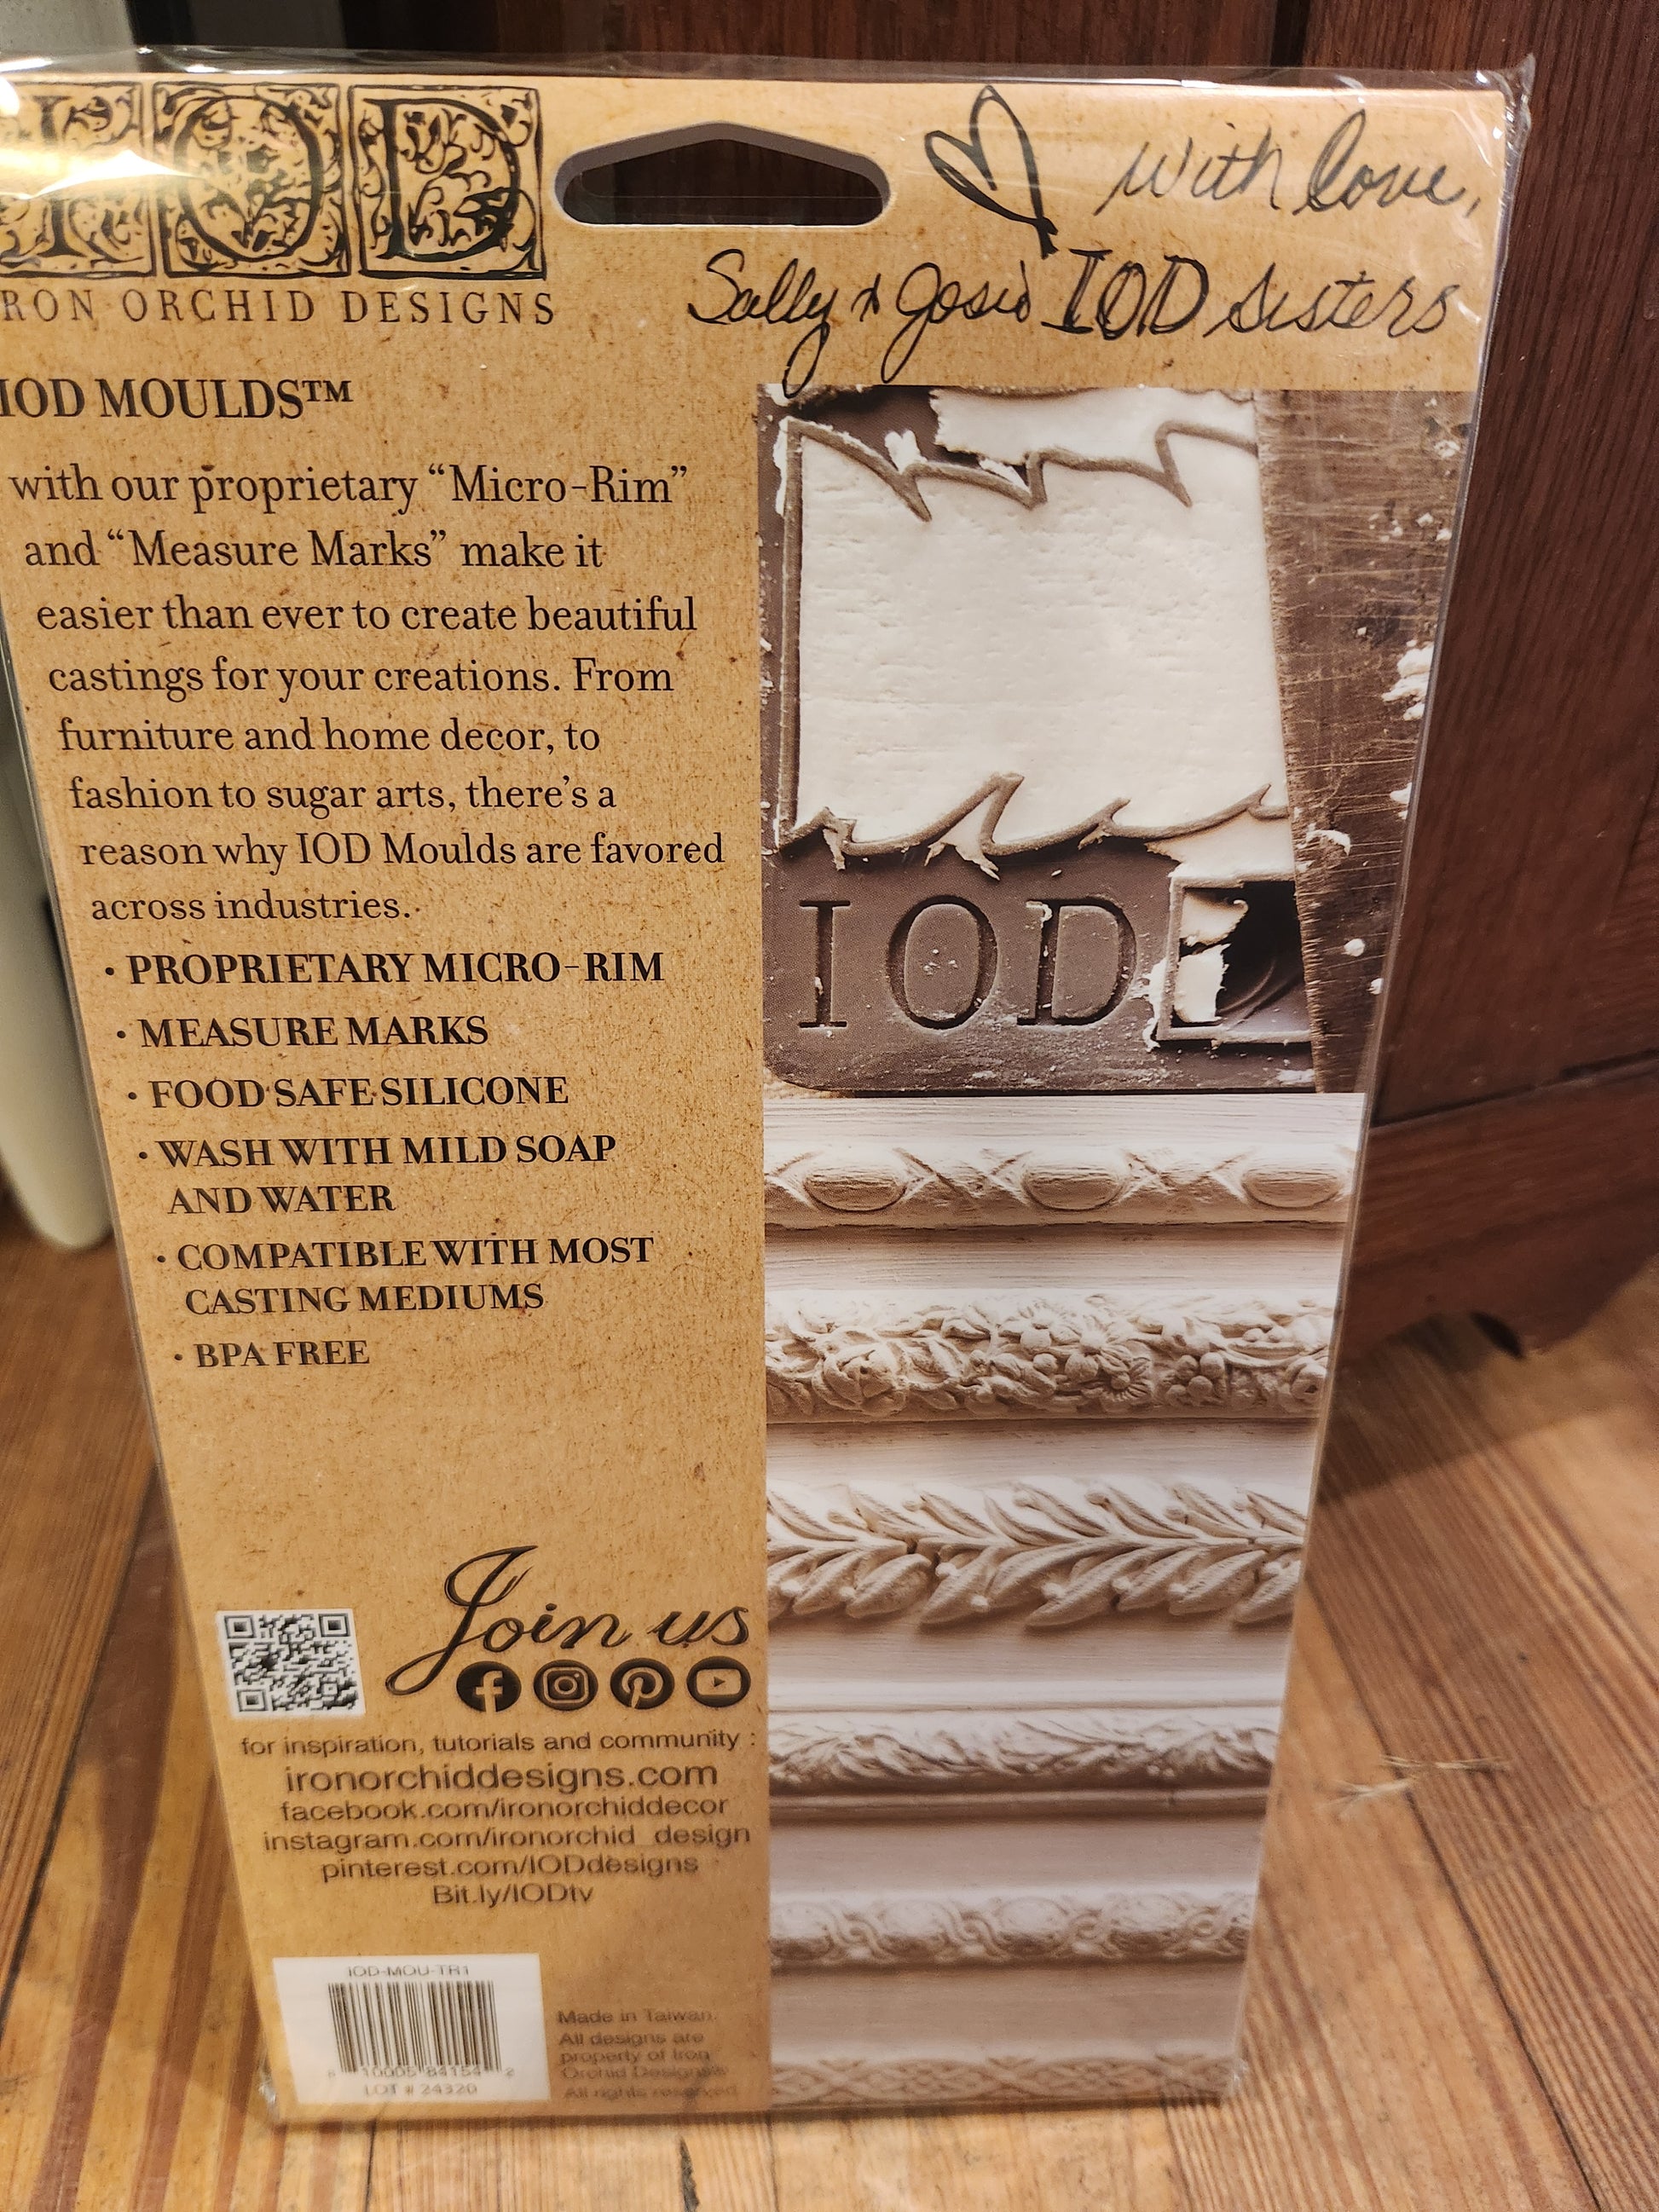 IOD
RON ORCHID DESIGNS
with love,
Sally & Josie IOD sisters
IOD MOULDS™
with our proprietary “Micro-Rim”
and “Measure Marks” make it
easier than ever to create beautiful
castings for your creations. From
furniture and home decor, to
fashion to sugar arts, there’s a
reason why IOD Moulds are favored
across industries.
• PROPRIETARY MICRO-RIM
• MEASURE MARKS
• FOOD SAFE SILICONE
• WASH WITH MILD SOAP
AND WATER
• COMPATIBLE WITH MOST
CASTING MEDIUMS
• BPA FREE
IOD
Join us
for inspiration, tutorials and community :
ironorchiddesigns.com
facebook.com/ironorchiddecor
instagram.com/ironorchid_design
pinterest.com/IODdesigns
Bit.ly/IODtv
IOD-MOU-TR1
8 10005 84154 2
LOT # 24320
Made in Taiwan.
All designs are
property of Iron
Orchid Designs
All rights reserved